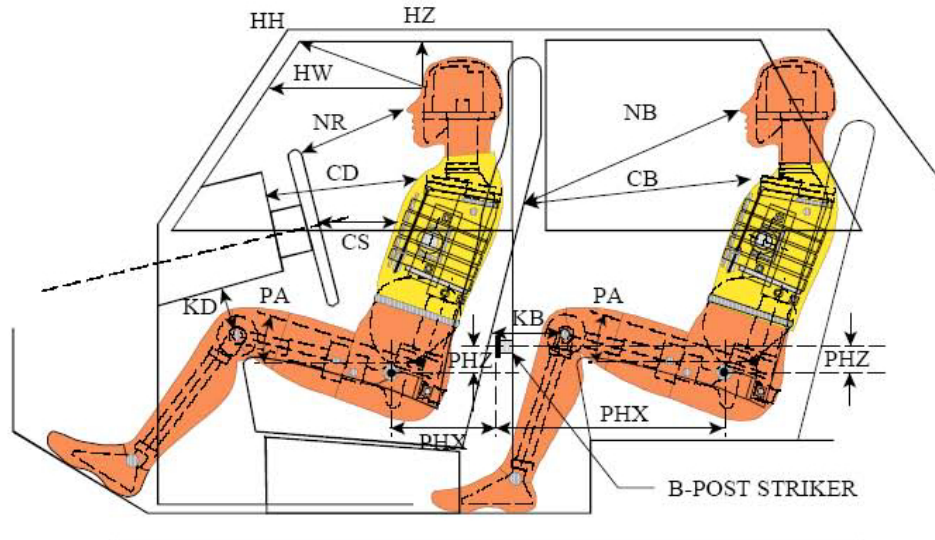 HH
HZ
HW
NR
NB
CD
CB
CS
KD
PA
KB
PA
PHZ
PHZ
PHX
PHX
B-POST STRIKER